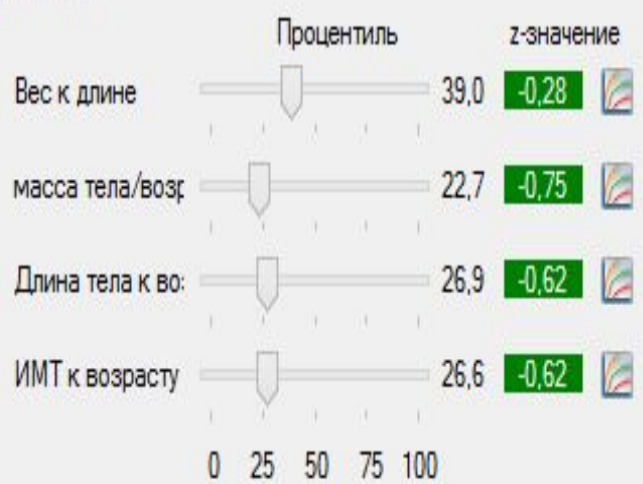 Процентиль z-значение
Вес к длине 39,0 -0,28
масса тела/возр 22,7 -0,75
Длина тела к во: 26,9 -0,62
ИМТ к возрасту 26,6 -0,62
0 25 50 75 100